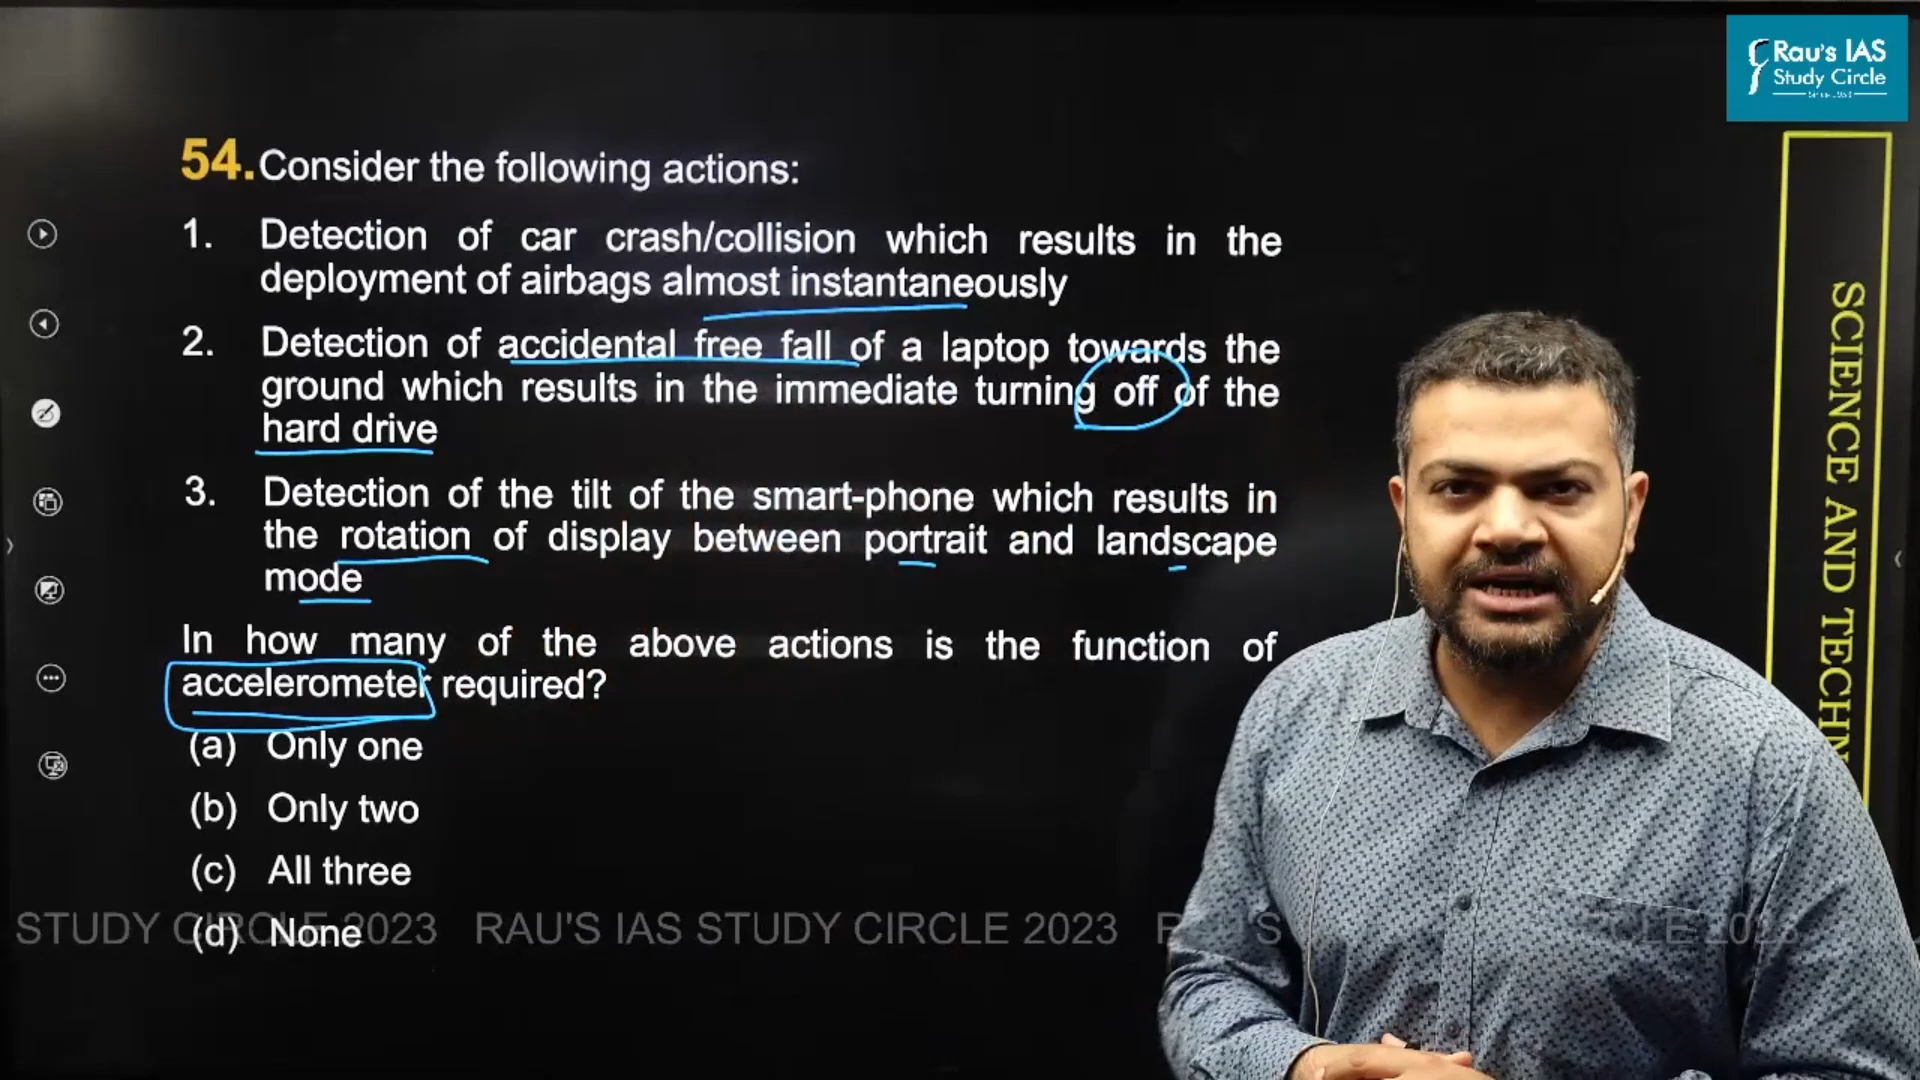 Rau's IAS
Study Circle
54. Consider the following actions:
1. Detection of car crash/collision which results in the
deployment of airbags almost instantaneously
2. Detection of accidental free fall of a laptop towards the
ground which results in the immediate turning off of the
hard drive
3. Detection of the tilt of the smart-phone which results in
the rotation of display between portrait and landscape
mode
In how many of the above actions is the function of
accelerometer required?
(a) Only one
(b) Only two
(c) All three
(d) None
STUDY CIRCLE 2023 RAU'S IAS STUDY CIRCLE 2023
SCIENCE AND TECHN